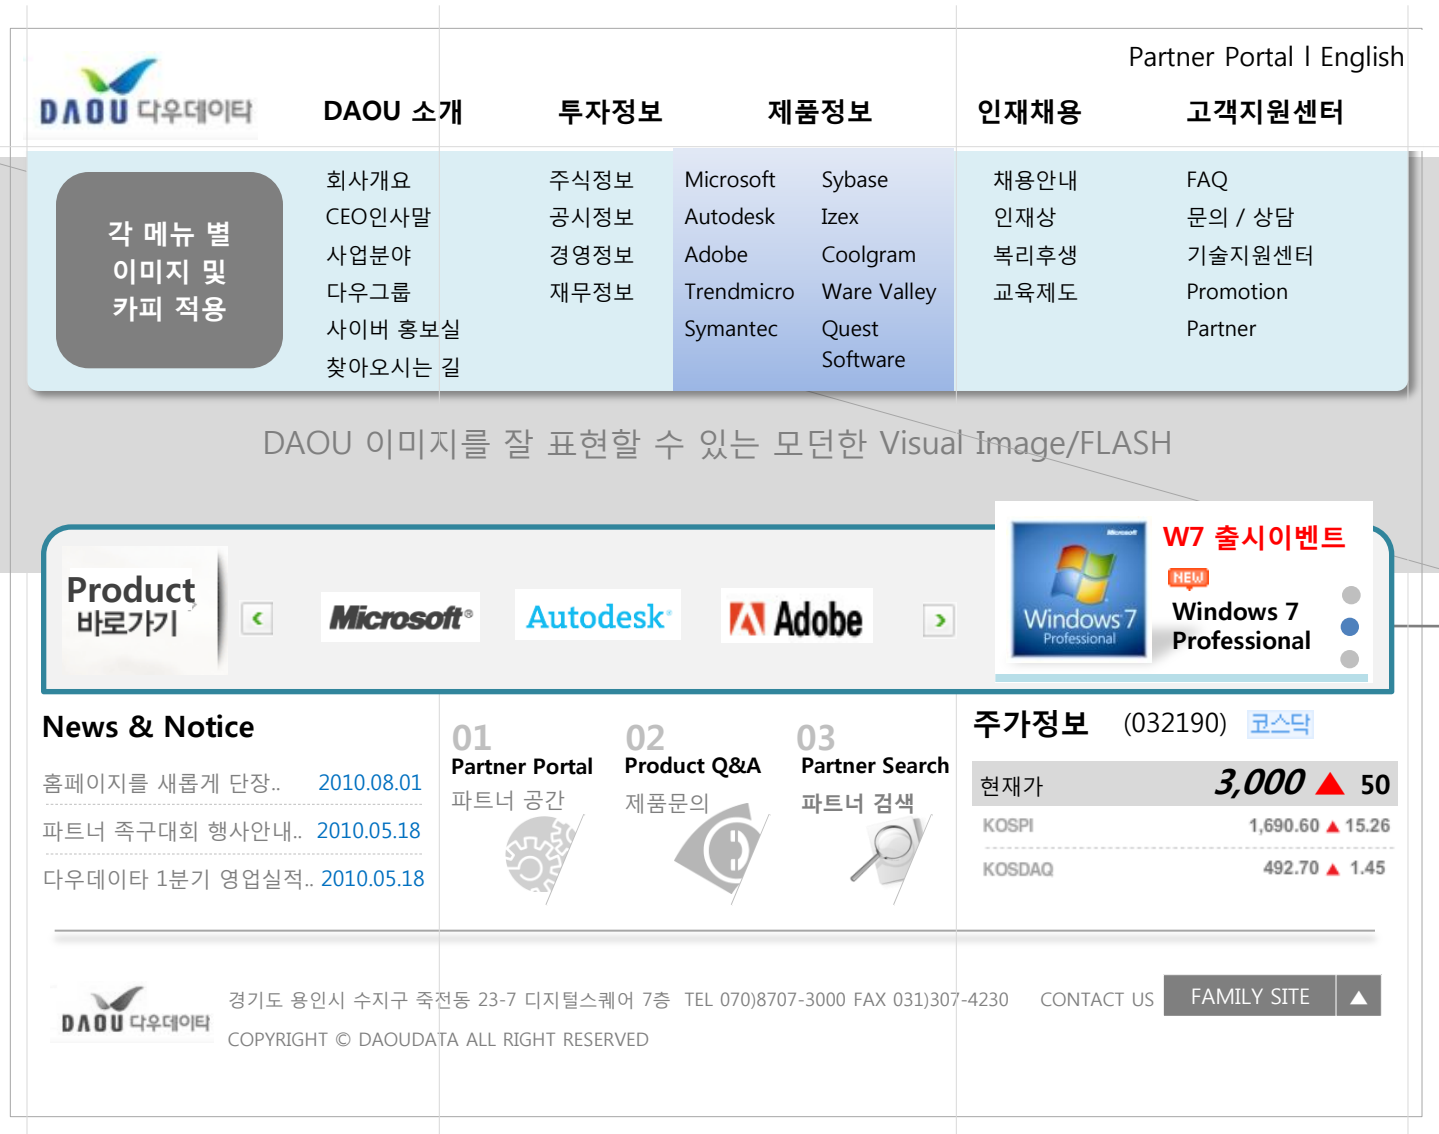 Partner Portal l English
DAOU 다우데이타
DAOU 소개
투자정보
제품정보
인재채용
고객지원센터
각 메뉴 별
이미지 및
카피 적용
회사개요
CEO인사말
사업분야
다우그룹
사이버 홍보실
찾아오시는 길
주식정보
공시정보
경영정보
재무정보
Microsoft
Autodesk
Adobe
Trendmicro
Symantec
Sybase
Izex
Coolgram
Ware Valley
Quest
Software
채용안내
인재상
복리후생
교육제도
FAQ
문의 / 상담
기술지원센터
Promotion
Partner
DAOU 이미지를 잘 표현할 수 있는 모던한 Visual Image/FLASH
Product
바로가기
Microsoft®
Autodesk®
Adobe
Microsoft
Windows 7
Professional
W7 출시이벤트
NEW
Windows 7
Professional
News & Notice
홈페이지를 새롭게 단장.. 2010.08.01
파트너 족구대회 행사안내.. 2010.05.18
다우데이타 1분기 영업실적.. 2010.05.18
01
Partner Portal
파트너 공간
02
Product Q&A
제품문의
03
Partner Search
파트너 검색
주가정보 (032190) 코스닥
현재가 3,000 ▲ 50
KOSPI 1,690.60 ▲ 15.26
KOSDAQ 492.70 ▲ 1.45
DAOU 다우데이타
경기도 용인시 수지구 죽전동 23-7 디지털스퀘어 7층 TEL 070)8707-3000 FAX 031)307-4230 CONTACT US
FAMILY SITE ▲
COPYRIGHT © DAOUDATA ALL RIGHT RESERVED